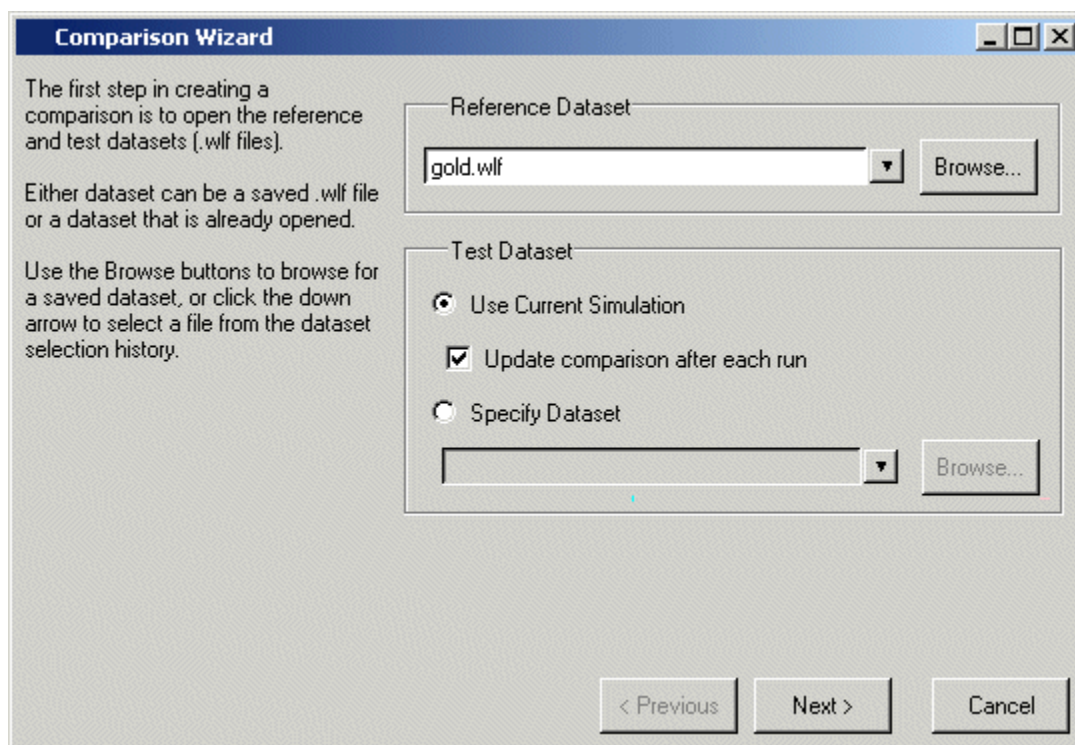 Comparison Wizard
The first step in creating a
comparison is to open the reference
and test datasets (.wlf files).
Either dataset can be a saved .wlf file
or a dataset that is already opened.
Use the Browse buttons to browse for
a saved dataset, or click the down
arrow to select a file from the dataset
selection history.
Reference Dataset
gold.wlf
Browse...
Test Dataset
Use Current Simulation
Update comparison after each run
Specify Dataset
Browse...
< Previous
Next >
Cancel